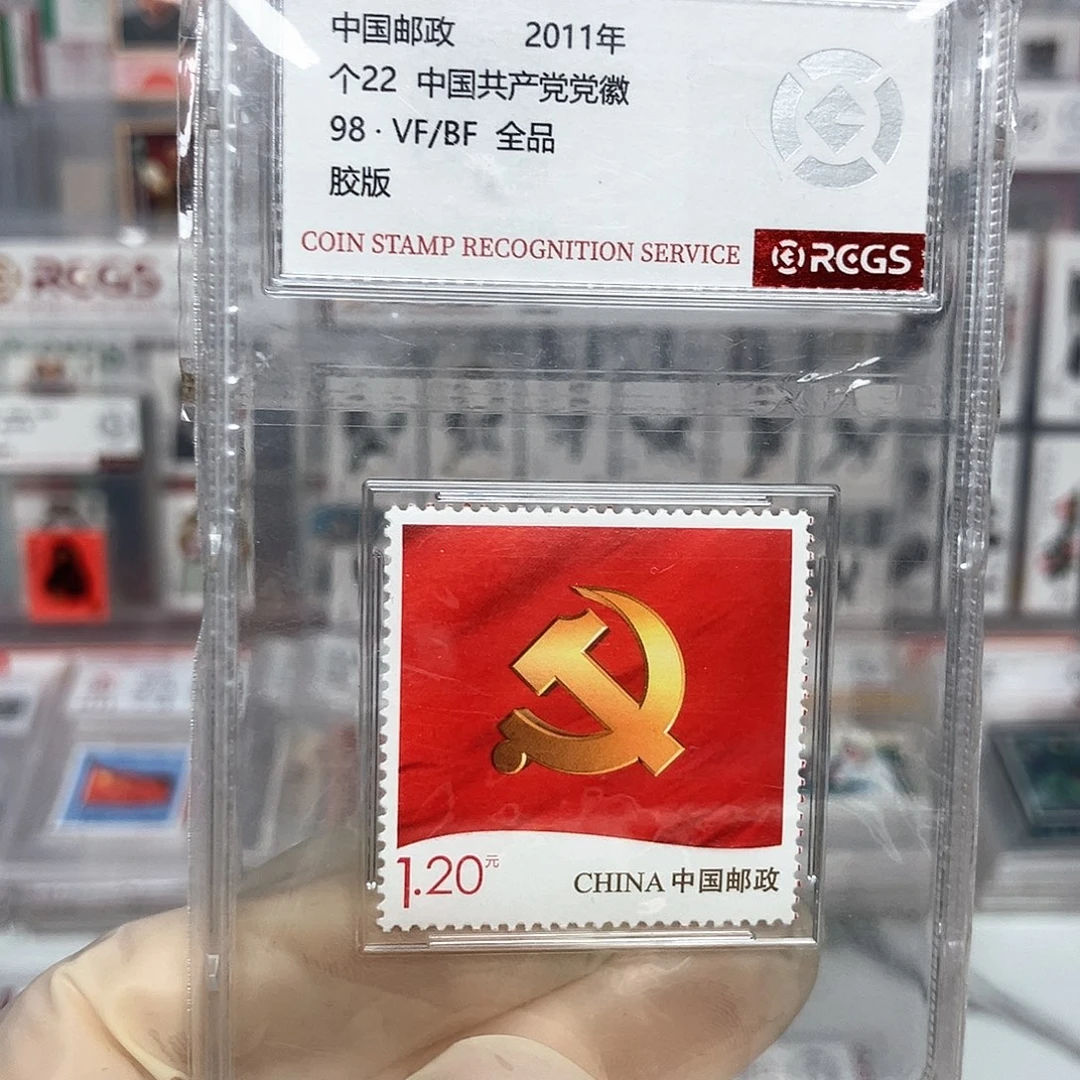 中国邮政 2011年
个22 中国共产党党徽
98 · VF/BF 全品
胶版
COIN STAMP RECOGNITION SERVICE
RCGS
RCGS
1.20元
CHINA 中国邮政